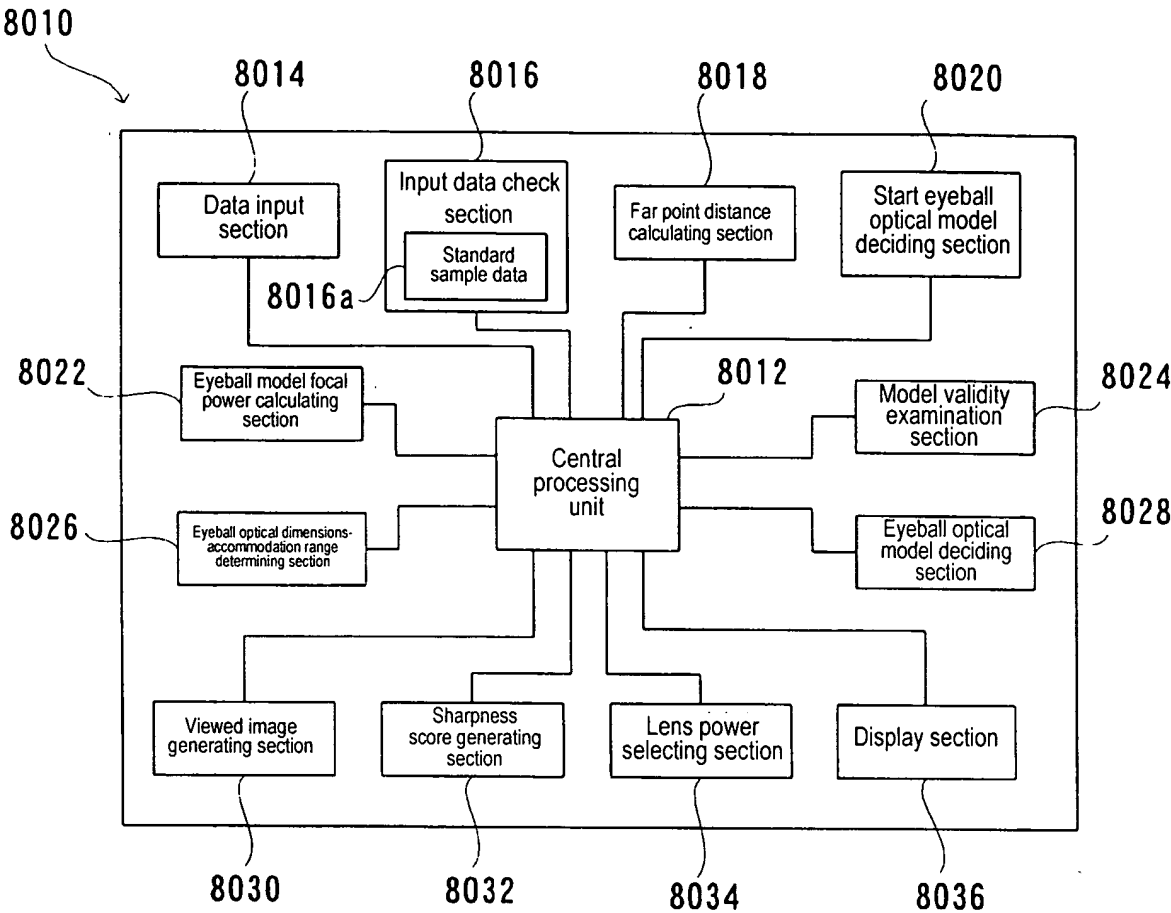 8010
8014
8016
8018
8020
Data input
section
Input data check
section
Standard
sample data
8016a
Far point distance
calculating section
Start eyeball
optical model
deciding section
8022
Eyeball model focal
power calculating
section
8012
Central
processing
unit
Model validity
examination
section
8024
8026
Eyeball optical dimensions-
accommodation range
determining section
Eyeball optical
model deciding
section
8028
Viewed image
generating section
Sharpness
score generating
section
Lens power
selecting section
Display section
8030
8032
8034
8036